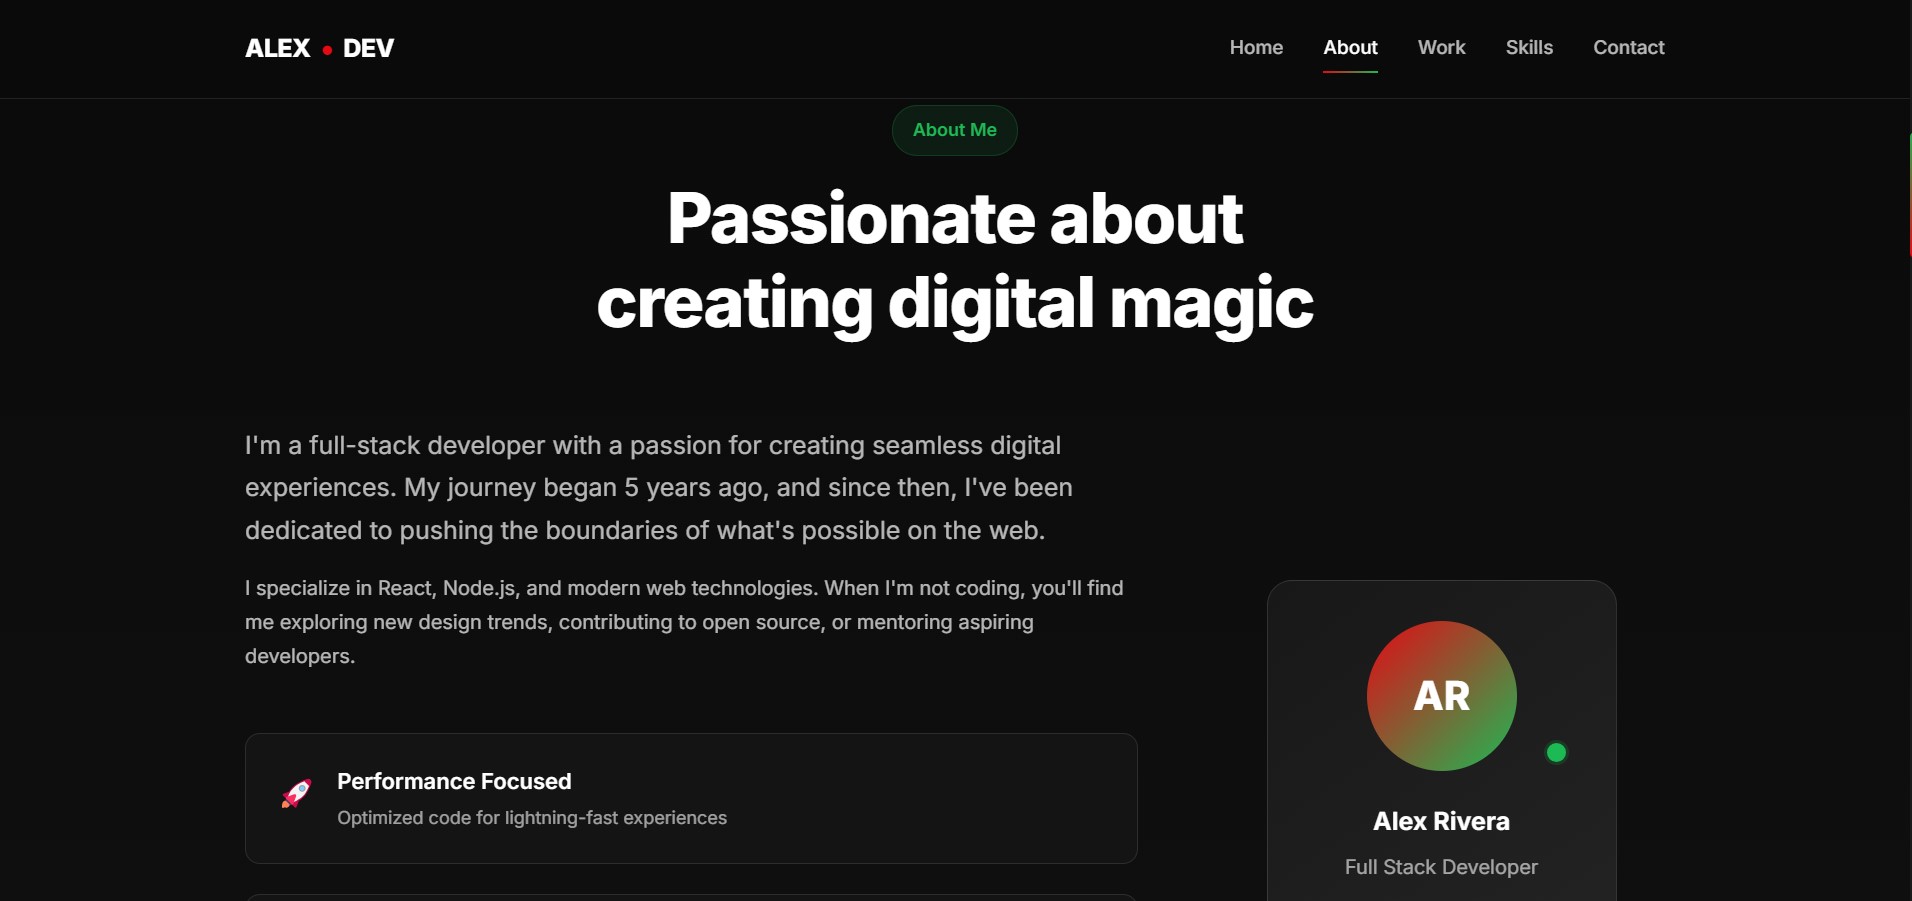 ALEX • DEV
Home About Work Skills Contact
About Me
Passionate about
creating digital magic
I'm a full-stack developer with a passion for creating seamless digital
experiences. My journey began 5 years ago, and since then, I've been
dedicated to pushing the boundaries of what's possible on the web.
I specialize in React, Node.js, and modern web technologies. When I'm not coding, you'll find
me exploring new design trends, contributing to open source, or mentoring aspiring
developers.
Performance Focused
Optimized code for lightning-fast experiences
AR
Alex Rivera
Full Stack Developer